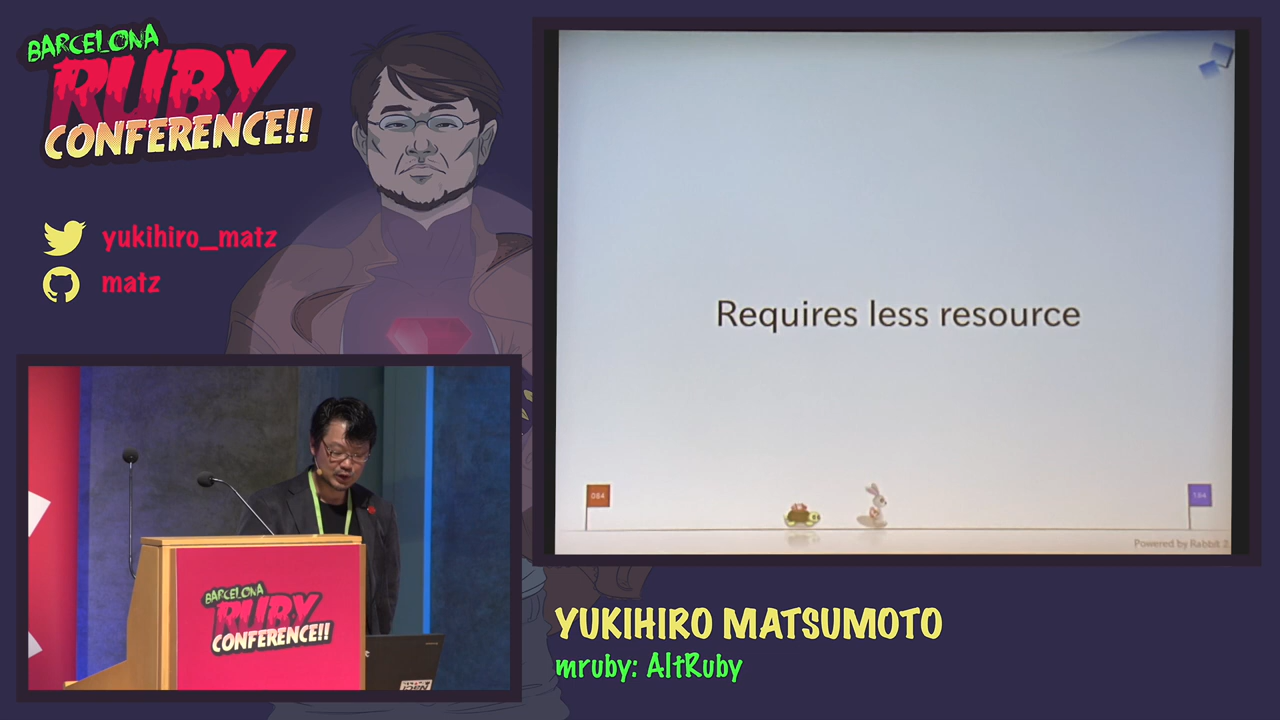 BARCELONA
RUBY
CONFERENCE!!
yukihiro_matz
matz
Requires less resource
084
184
Powered by Rabbit 2
BARCELONA
RUBY
CONFERENCE!!
YUKIHIRO MATSUMOTO
mruby: AltRuby